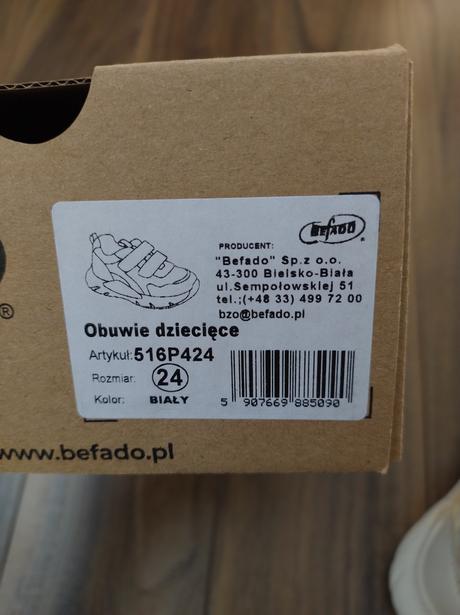 BEFADO
®
PRODUCENT:
"Befado" Sp.z o.o.
43-300 Bielsko-Biała
ul.Sempołowskiej 51
tel.;(+48 33) 499 72 00
bzo@befado.pl
Obuwie dziecięce
Artykuł:516P424
Rozmiar: 24
Kolor: BIAŁY
5 907669 885090
®
www.befado.pl